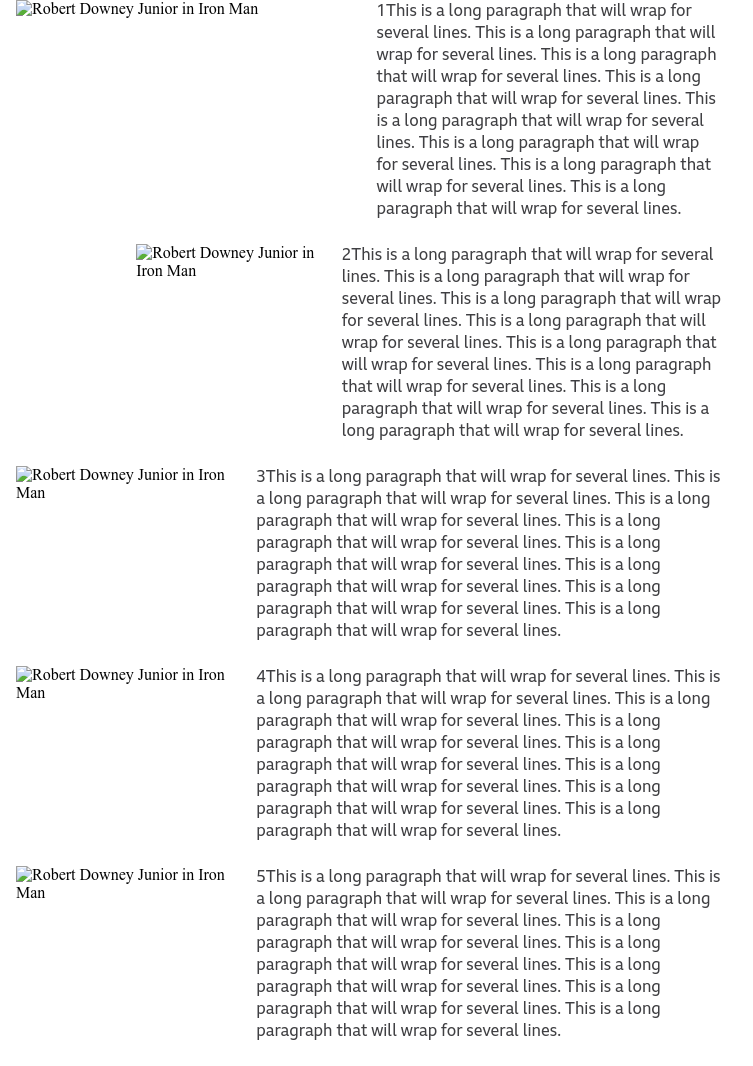 Robert Downey Junior in Iron Man
1This is a long paragraph that will wrap for
several lines. This is a long paragraph that will
wrap for several lines. This is a long paragraph
that will wrap for several lines. This is a long
paragraph that will wrap for several lines. This
is a long paragraph that will wrap for several
lines. This is a long paragraph that will wrap
for several lines. This is a long paragraph that
will wrap for several lines. This is a long
paragraph that will wrap for several lines.
Robert Downey Junior in
Iron Man
2This is a long paragraph that will wrap for several
lines. This is a long paragraph that will wrap for
several lines. This is a long paragraph that will wrap
for several lines. This is a long paragraph that will
wrap for several lines. This is a long paragraph that
will wrap for several lines. This is a long paragraph
that will wrap for several lines. This is a long
paragraph that will wrap for several lines. This is a
long paragraph that will wrap for several lines.
Robert Downey Junior in Iron
Man
3This is a long paragraph that will wrap for several lines. This is
a long paragraph that will wrap for several lines. This is a long
paragraph that will wrap for several lines. This is a long
paragraph that will wrap for several lines. This is a long
paragraph that will wrap for several lines. This is a long
paragraph that will wrap for several lines. This is a long
paragraph that will wrap for several lines. This is a long
paragraph that will wrap for several lines.
Robert Downey Junior in Iron
Man
4This is a long paragraph that will wrap for several lines. This is
a long paragraph that will wrap for several lines. This is a long
paragraph that will wrap for several lines. This is a long
paragraph that will wrap for several lines. This is a long
paragraph that will wrap for several lines. This is a long
paragraph that will wrap for several lines. This is a long
paragraph that will wrap for several lines. This is a long
paragraph that will wrap for several lines.
Robert Downey Junior in Iron
Man
5This is a long paragraph that will wrap for several lines. This is
a long paragraph that will wrap for several lines. This is a long
paragraph that will wrap for several lines. This is a long
paragraph that will wrap for several lines. This is a long
paragraph that will wrap for several lines. This is a long
paragraph that will wrap for several lines. This is a long
paragraph that will wrap for several lines. This is a long
paragraph that will wrap for several lines.